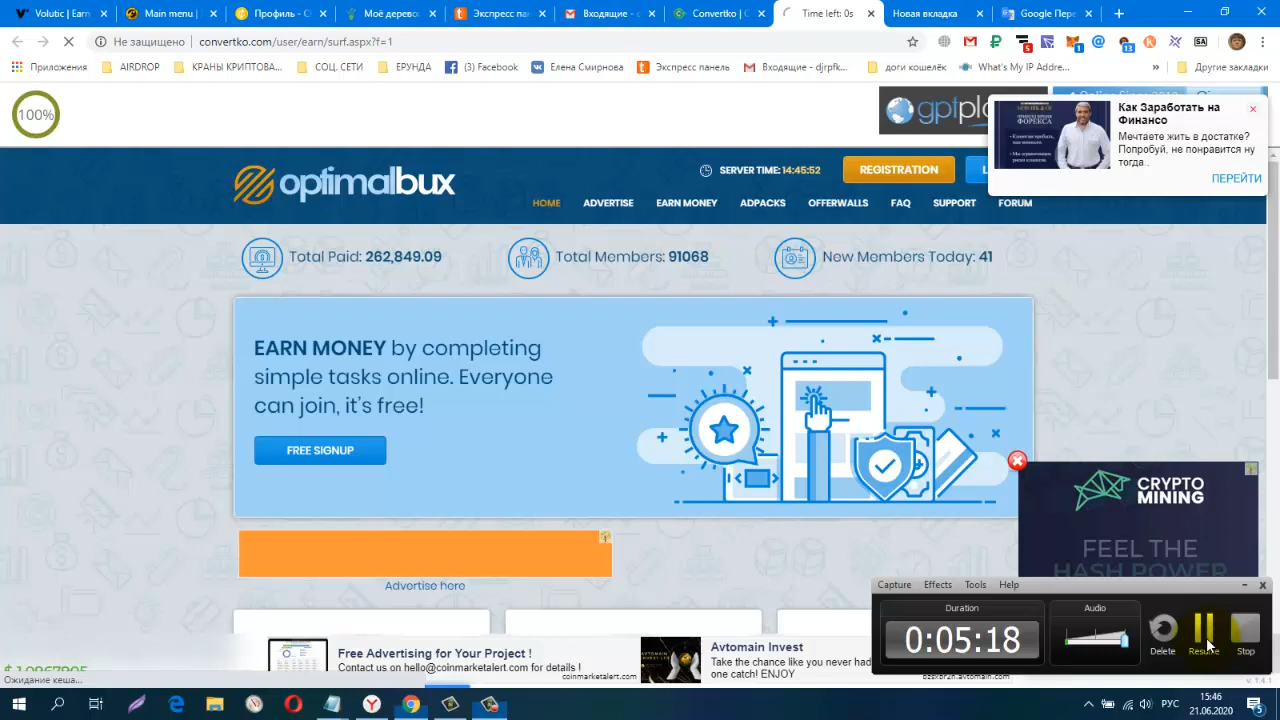 Volutic | Ear
Main menu |
Профиль - C
Моё дерево
Экспресс пан
Входящие - c
Convertko | C
Time left: 0s
Новая вкладка
Google Пере
Не защищено | convertko.com/user/earn/surf.asp?f=1
Приложения
AIRDROP
КРАНЫ КРИПТОВА...
СОЦ. СЕТИ
ЕРУНДА
(3) Facebook
Елена Смирнова
Экспресс панель
Входящие - djrpfk...
доги кошелёк
What's My IP Addre...
»
Другие закладки
100%
gptpl
Как Заработать на
Финансо
Мечтаете жить в достатке?
Попробуй, не понравится ну
тогда..
ПЕРЕЙТИ
optimalbux
SERVER TIME: 14:45:52
REGISTRATION
L
HOME
ADVERTISE
EARN MONEY
ADPACKS
OFFERWALLS
FAQ
SUPPORT
FORUM
Total Paid: 262,849.09
Total Members: 91068
New Members Today: 41
EARN MONEY by completing
simple tasks online. Everyone
can join, it's free!
FREE SIGNUP
CRYPTO
MINING
FEEL THE
HASH POWER
Advertise here
Capture Effects Tools Help
Duration
0:05:18
Audio
Delete
Resume
Stop
v. 1.4.1
Free Advertising for Your Project !
Contact us : hello@coinmarketalert.com for details !
coinmarketalert.com
Avtomain Invest
Take the chance like you never had
one catch! ENJOY
Ожидание кеша...
РУС
15:46
21.06.2020